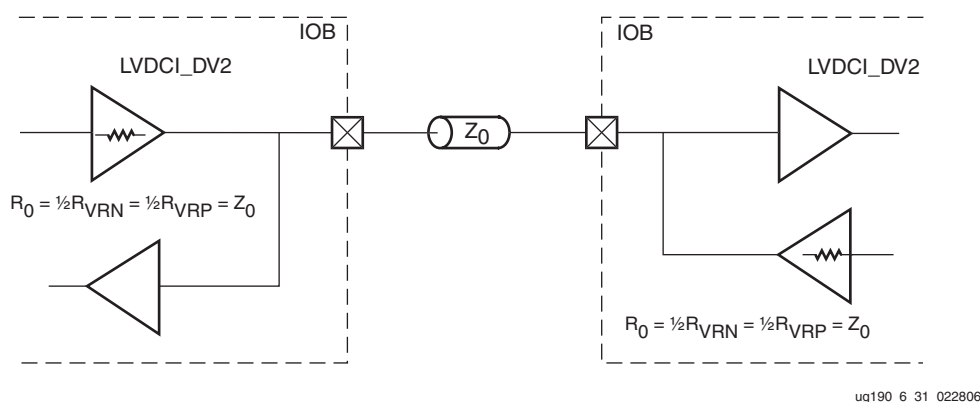 IOB
IOB
LVDCI_DV2
LVDCI_DV2
Z0
R0 = ½RVRN = ½RVRP = Z0
R0 = ½RVRN = ½RVRP = Z0
ug190_6_31_022806